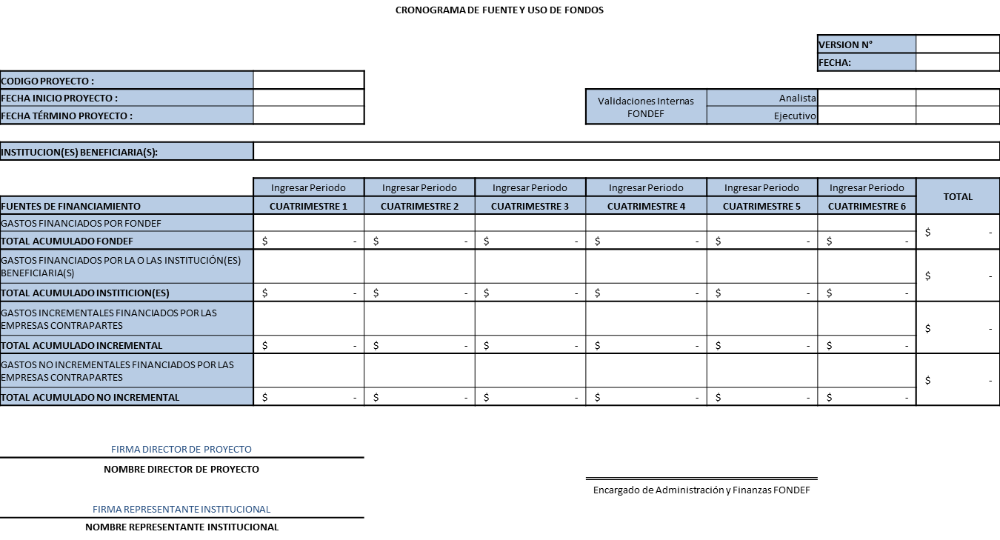 CRONOGRAMA DE FUENTE Y USO DE FONDOS
VERSION N°
FECHA:
CODIGO PROYECTO :
FECHA INICIO PROYECTO :
FECHA TÉRMINO PROYECTO :
Validaciones Internas
FONDEF
Analista
Ejecutivo
INSTITUCION(ES) BENEFICIARIA(S):
Ingresar Periodo Ingresar Periodo Ingresar Periodo Ingresar Periodo Ingresar Periodo Ingresar Periodo
TOTAL
FUENTES DE FINANCIAMIENTO CUATRIMESTRE 1 CUATRIMESTRE 2 CUATRIMESTRE 3 CUATRIMESTRE 4 CUATRIMESTRE 5 CUATRIMESTRE 6
GASTOS FINANCIADOS POR FONDEF
$ -
TOTAL ACUMULADO FONDEF $ - $ - $ - $ - $ - $ -
GASTOS FINANCIADOS POR LA O LAS INSTITUCIÓN(ES)
BENEFICIARIA(S)
$ -
TOTAL ACUMULADO INSTITICION(ES) $ - $ - $ - $ - $ - $ -
GASTOS INCREMENTALES FINANCIADOS POR LAS
EMPRESAS CONTRAPARTES
$ -
TOTAL ACUMULADO INCREMENTAL $ - $ - $ - $ - $ - $ -
GASTOS NO INCREMENTALES FINANCIADOS POR LAS
EMPRESAS CONTRAPARTES
$ -
TOTAL ACUMULADO NO INCREMENTAL $ - $ - $ - $ - $ - $ -
FIRMA DIRECTOR DE PROYECTO
NOMBRE DIRECTOR DE PROYECTO
Encargado de Administración y Finanzas FONDEF
FIRMA REPRESENTANTE INSTITUCIONAL
NOMBRE REPRESENTANTE INSTITUCIONAL